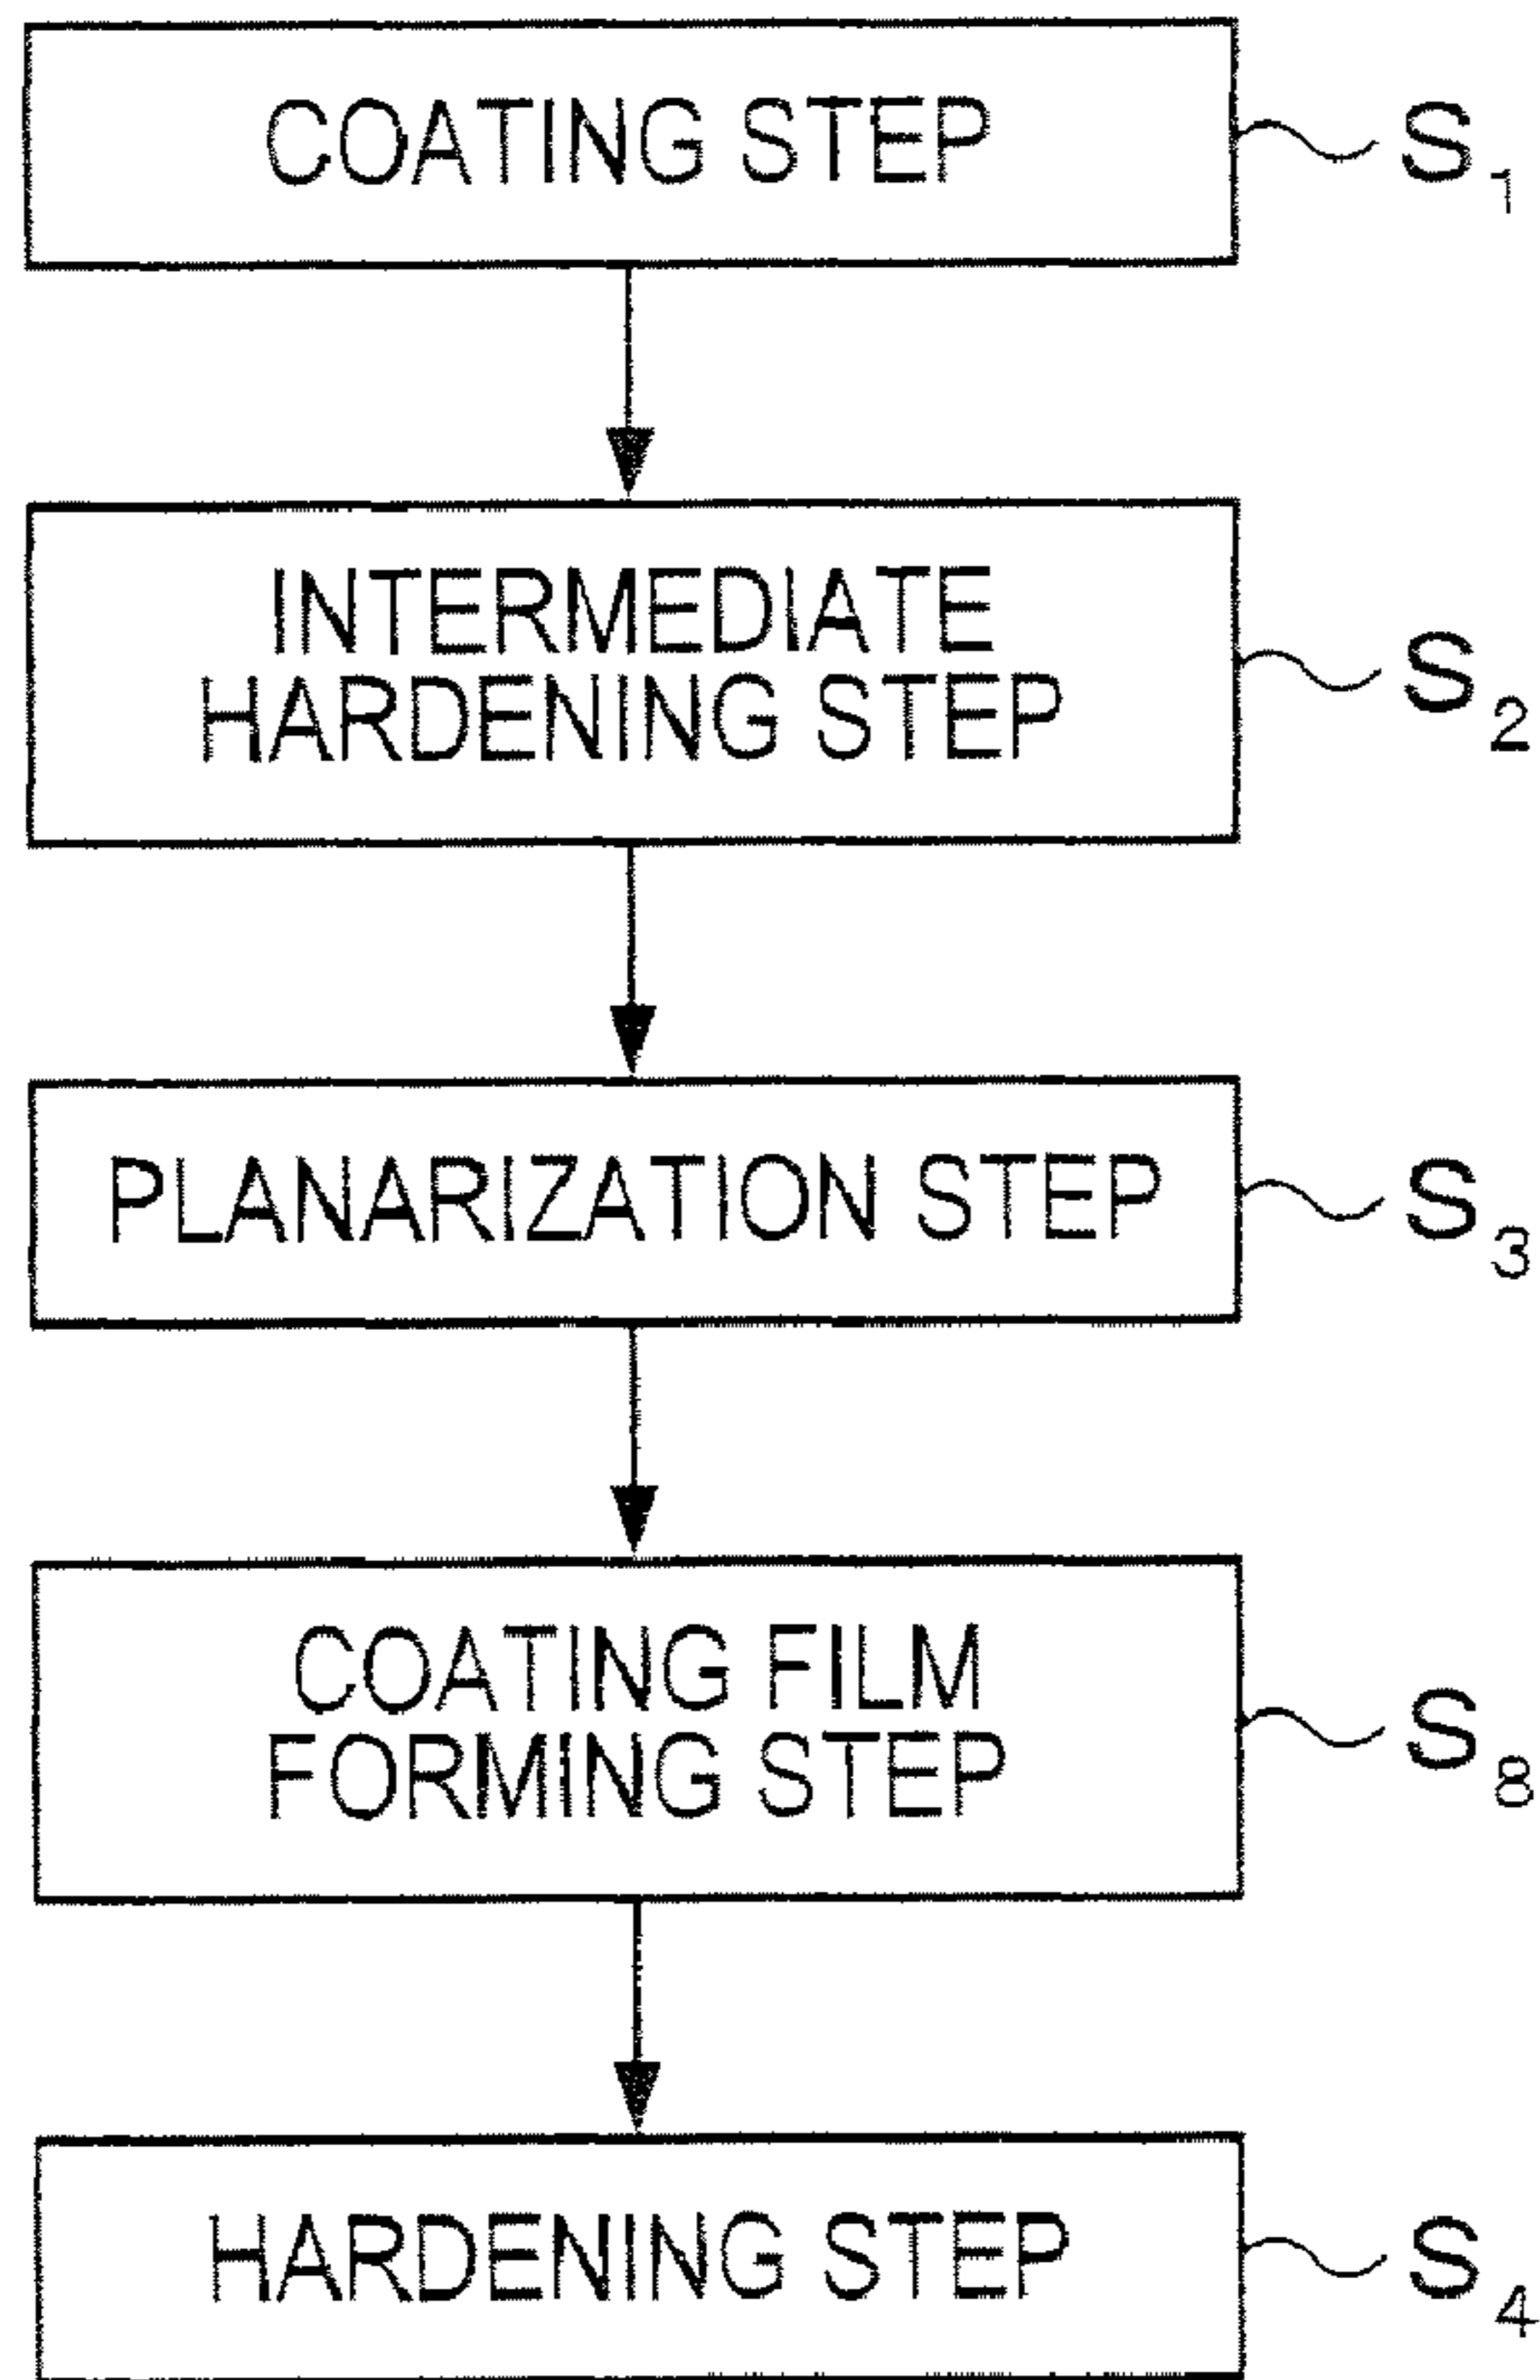 COATING STEP
S1
INTERMEDIATE
HARDENING STEP
S2
PLANARIZATION STEP
S3
COATING FILM
FORMING STEP
S8
HARDENING STEP
S4